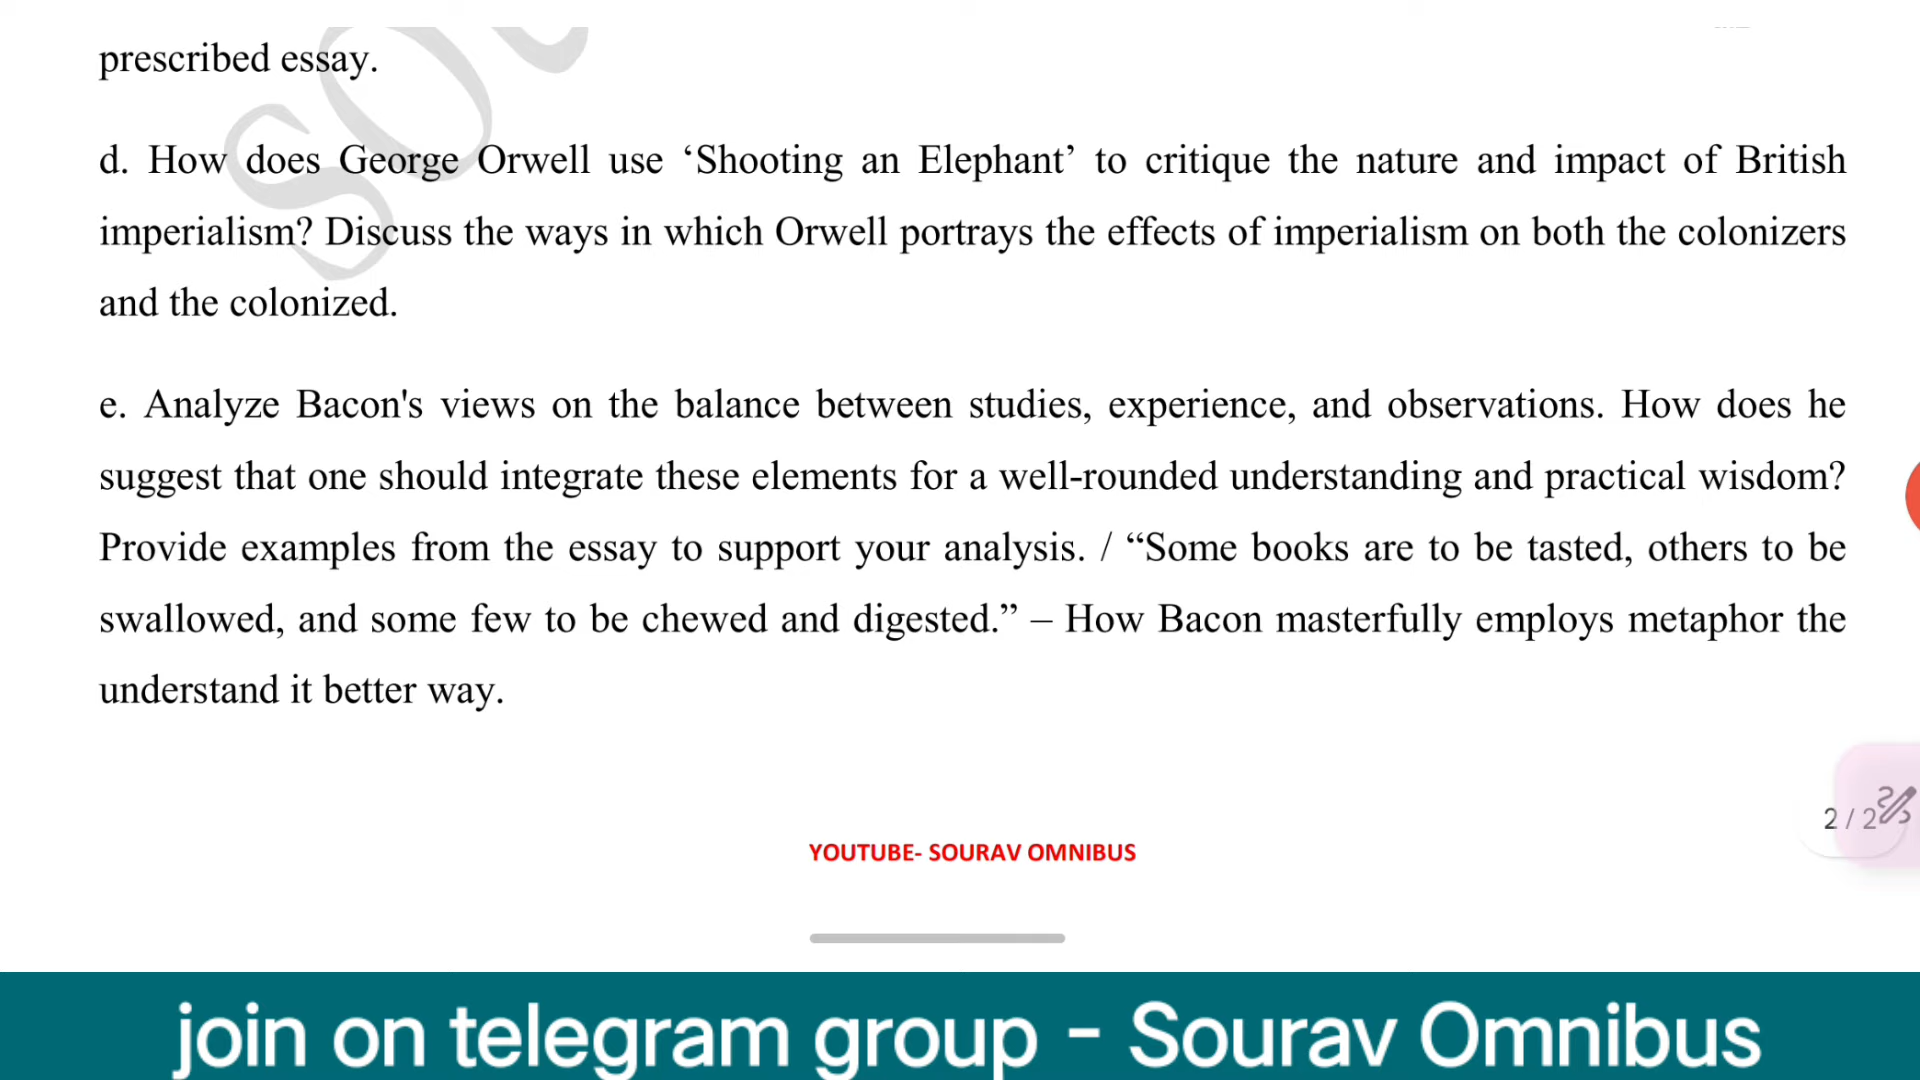 prescribed essay.
d. How does George Orwell use ‘Shooting an Elephant’ to critique the nature and impact of British
imperialism? Discuss the ways in which Orwell portrays the effects of imperialism on both the colonizers
and the colonized.
e. Analyze Bacon's views on the balance between studies, experience, and observations. How does he
suggest that one should integrate these elements for a well-rounded understanding and practical wisdom?
Provide examples from the essay to support your analysis. / “Some books are to be tasted, others to be
swallowed, and some few to be chewed and digested.” – How Bacon masterfully employs metaphor the
understand it better way.
2 / 2
YOUTUBE- SOURAV OMNIBUS
join on telegram group - Sourav Omnibus